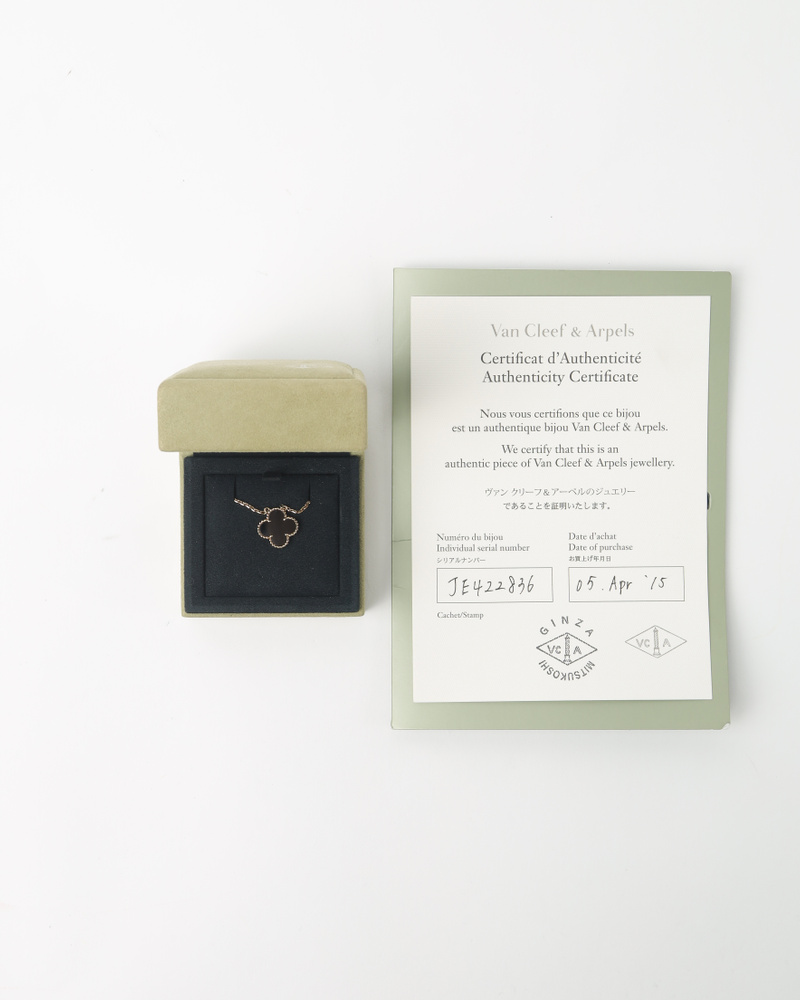 Van Cleef & Arpels
Certificat d'Authenticité
Authenticity Certificate
Nous vous certifions que ce bijou
est un authentique bijou Van Cleef & Arpels.
We certify that this is an
authentic piece of Van Cleef & Arpels jewellery.
ヴァン クリーフ&アーペルのジュエリー
であることを証明いたします。
Numéro du bijou
Individual serial number
シリアルナンバー
JE422836
Date d'achat
Date of purchase
お買上げ年月日
05. Apr '15
Cachet/Stamp
GINZA
VC A
MITSUKOSHI
VC A